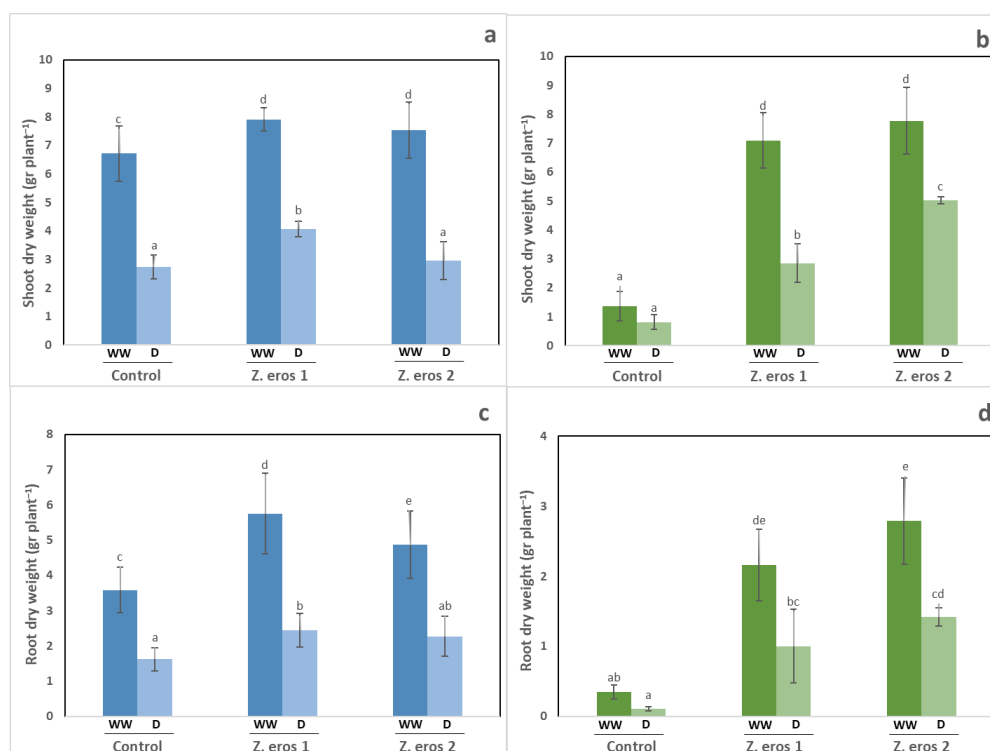 a
Shoot dry weight (gr plant⁻¹)
10
9
8
7
6
5
4
3
2
1
0
c
a
d
b
d
a
WW D WW D WW D
Control Z. eros 1 Z. eros 2
b
Shoot dry weight (gr plant⁻¹)
10
9
8
7
6
5
4
3
2
1
0
a
a
d
b
d
c
WW D WW D WW D
Control Z. eros 1 Z. eros 2
c
Root dry weight (gr plant⁻¹)
8
7
6
5
4
3
2
1
0
c
a
d
b
e
ab
WW D WW D WW D
Control Z. eros 1 Z. eros 2
d
Root dry weight (gr plant⁻¹)
4
3
2
1
0
ab
a
de
bc
e
cd
WW D WW D WW D
Control Z. eros 1 Z. eros 2